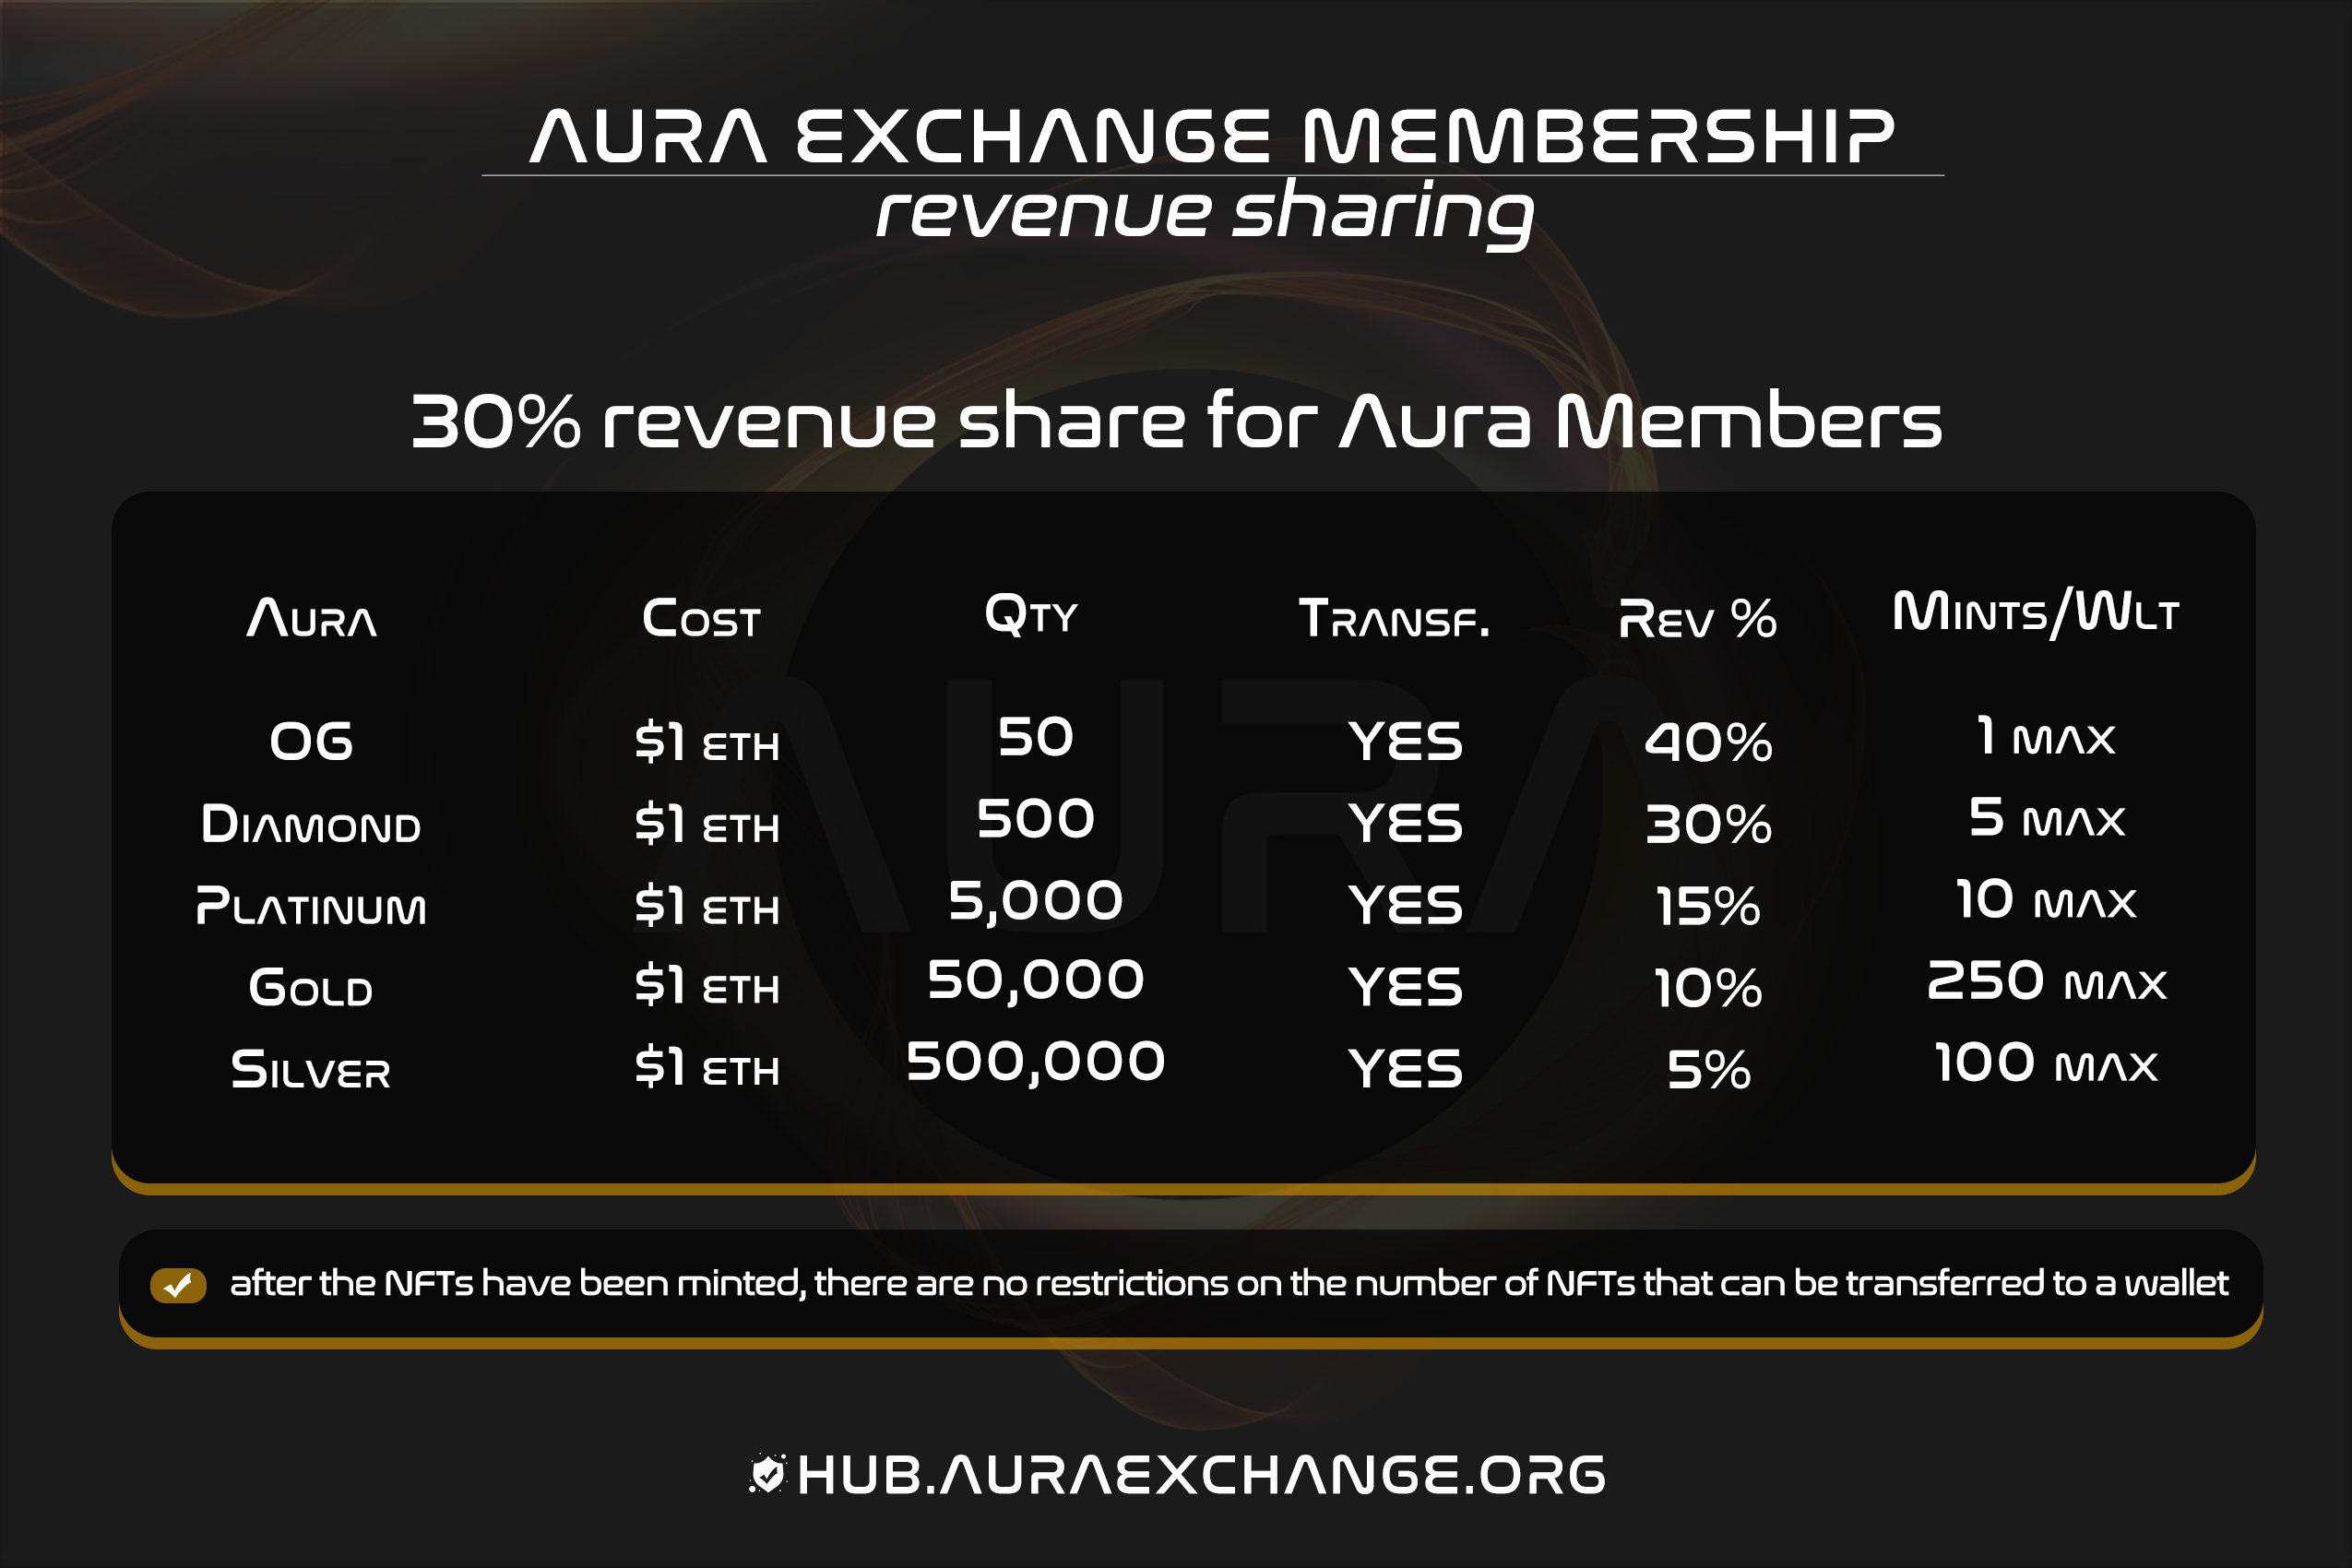 AURA EXCHANGE MEMBERSHIP
revenue sharing
30% revenue share for Aura Members
Aura Cost Qty Transf. Rev % Mints/Wlt
OG $1 ETH 50 YES 40% 1 MAX
Diamond $1 ETH 500 YES 30% 5 MAX
Platinum $1 ETH 5,000 YES 15% 10 MAX
Gold $1 ETH 50,000 YES 10% 250 MAX
Silver $1 ETH 500,000 YES 5% 100 MAX
AURA
after the NFTs have been minted, there are no restrictions on the number of NFTs that can be transferred to a wallet
HUB.AURAEXCHANGE.ORG